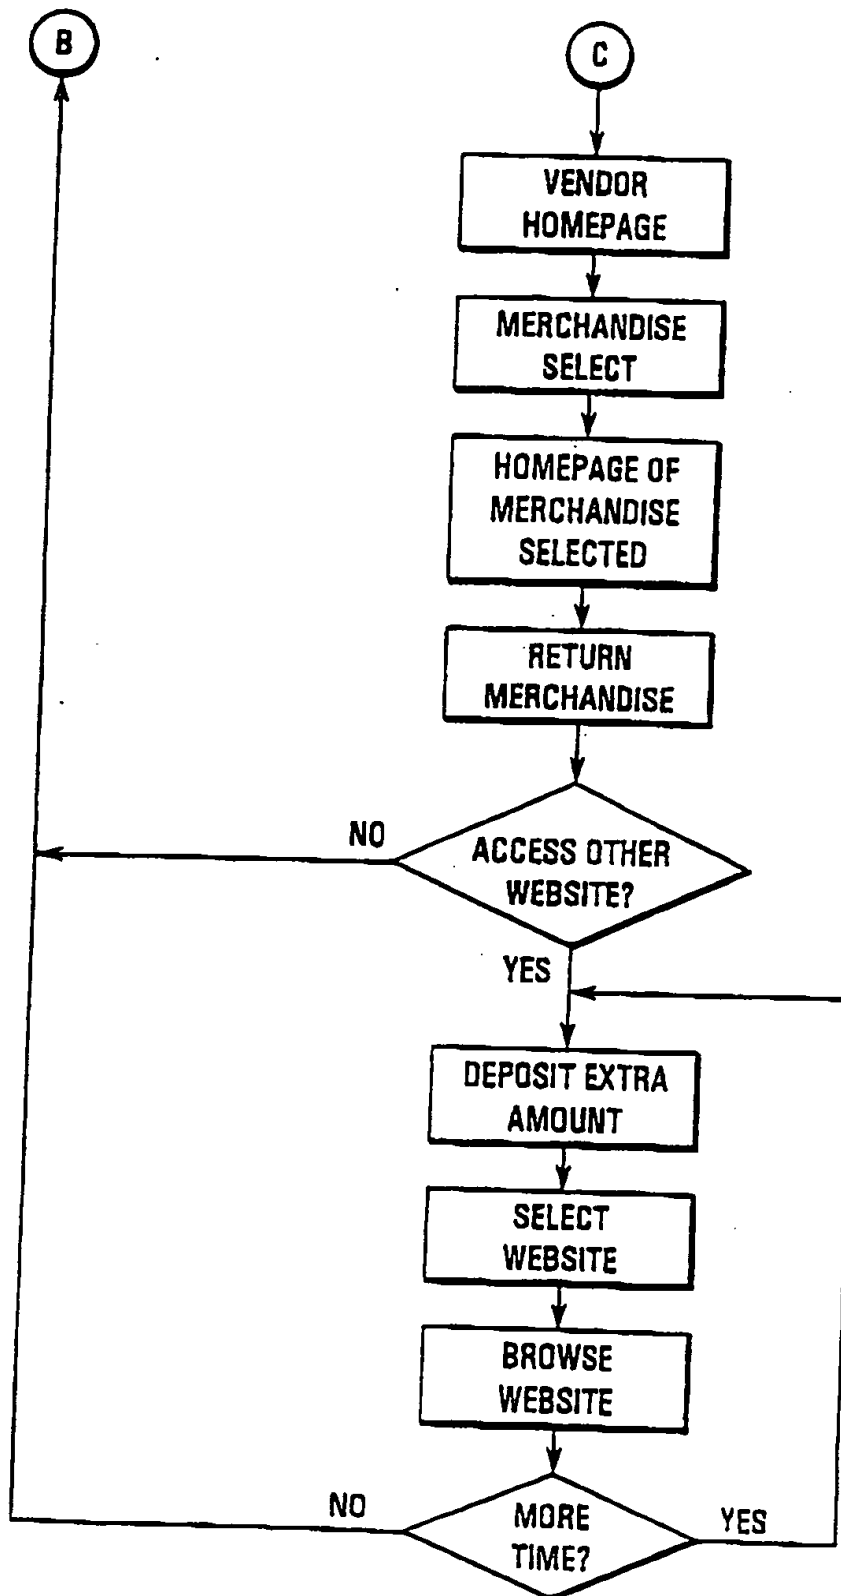 B
C
VENDOR
HOMEPAGE
MERCHANDISE
SELECT
HOMEPAGE OF
MERCHANDISE
SELECTED
RETURN
MERCHANDISE
NO
ACCESS OTHER
WEBSITE?
YES
DEPOSIT EXTRA
AMOUNT
SELECT
WEBSITE
BROWSE
WEBSITE
NO
MORE
TIME?
YES